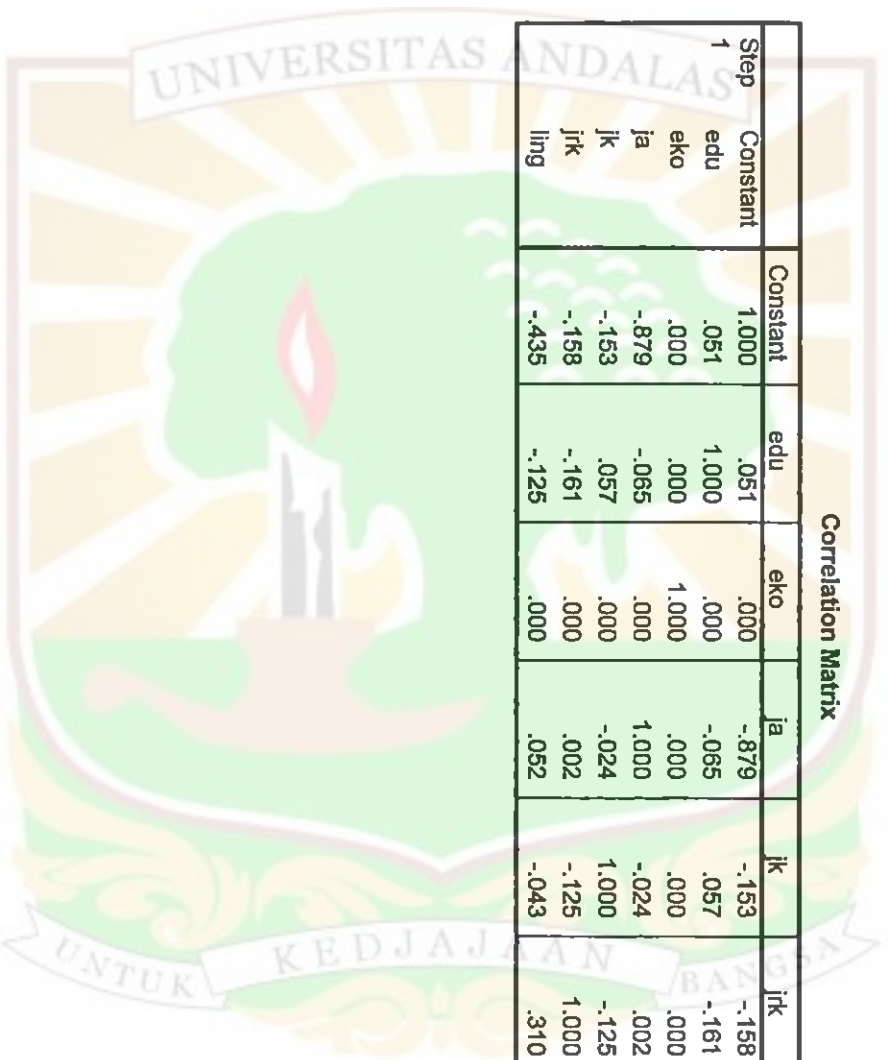 UNIVERSITAS ANDALAS
Correlation Matrix
Constant edu eko ja jk jrk
Step 1 Constant 1.000 .051 .000 -.879 -.153 -.158
edu .051 1.000 .000 -.065 .057 -.161
eko .000 .000 1.000 .000 .000 .000
ja -.879 -.065 .000 1.000 -.024 .002
jk -.153 .057 .000 -.024 1.000 -.125
jrk -.158 -.161 .000 .002 -.125 1.000
ling -.435 -.125 .000 .052 -.043 .310
UNTUK KEDJAJAAN BANGSA